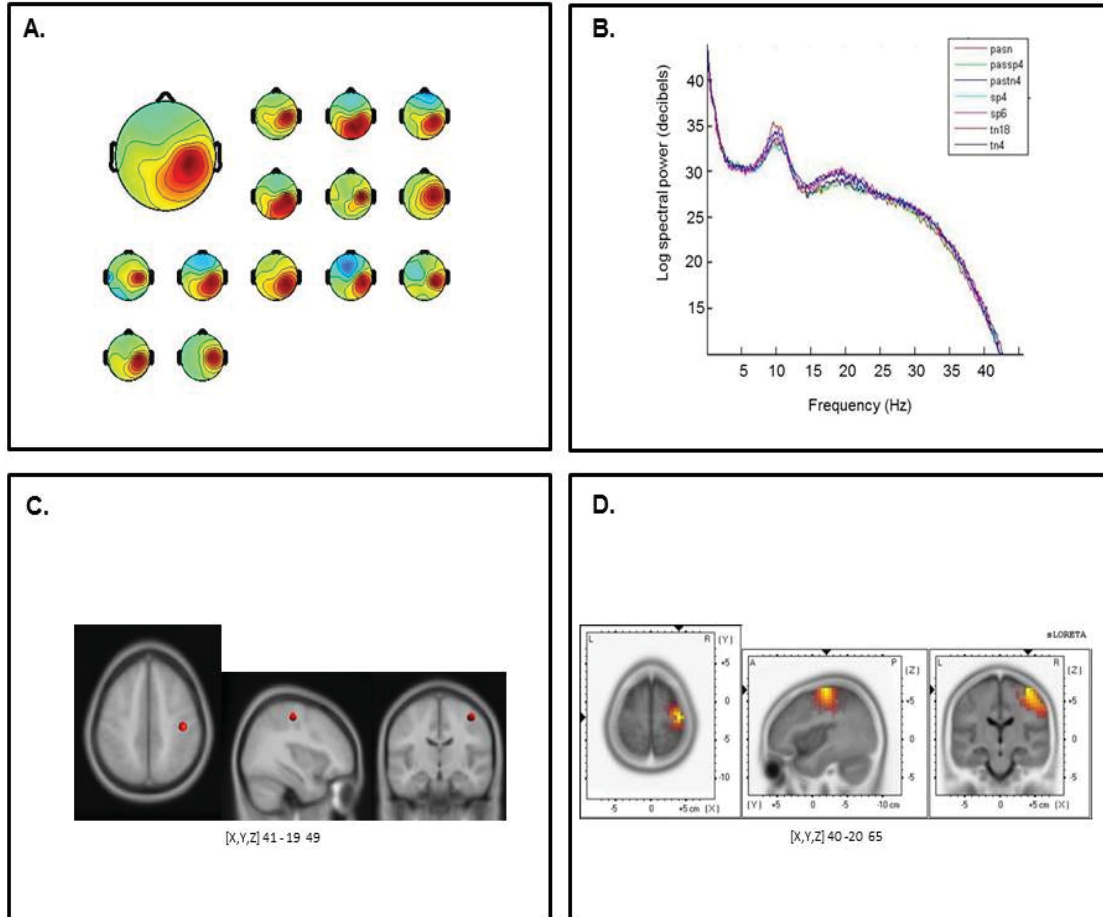 A.
B.
Log spectral power (decibels)
40
35
30
25
20
15
5 10 15 20 25 30 35 40
Frequency (Hz)
pasn
passp4
pastn4
sp4
sp6
tn18
tn4
C.
[X,Y,Z] 41 - 19 49
D.
sLORETA
L R (Y)
+5
0
-5
-10
-5 0 +5 cm (X)
A P (Z)
+5
0
-5
(Y) +5 0 -5 -10 cm
L R (Z)
+5
0
-5
-5 0 +5 cm (X)
[X,Y,Z] 40 -20 65